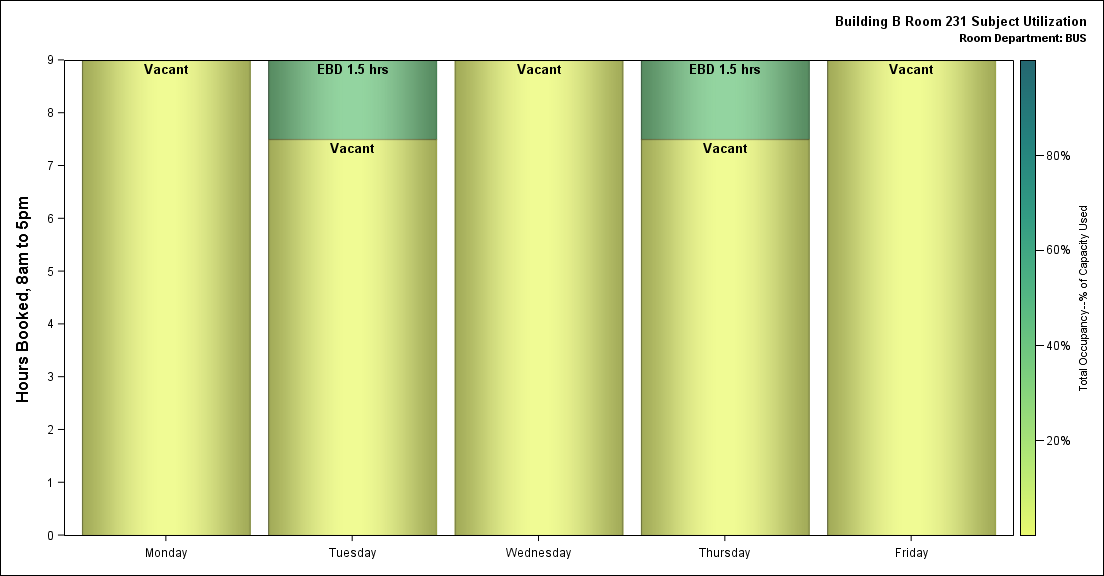 Building B Room 231 Subject Utilization
Room Department: BUS
Hours Booked, 8am to 5pm
9
8
7
6
5
4
3
2
1
0
Vacant
EBD 1.5 hrs
Vacant
Vacant
EBD 1.5 hrs
Vacant
Vacant
Monday
Tuesday
Wednesday
Thursday
Friday
80%
60%
40%
20%
Total Occupancy--% of Capacity Used